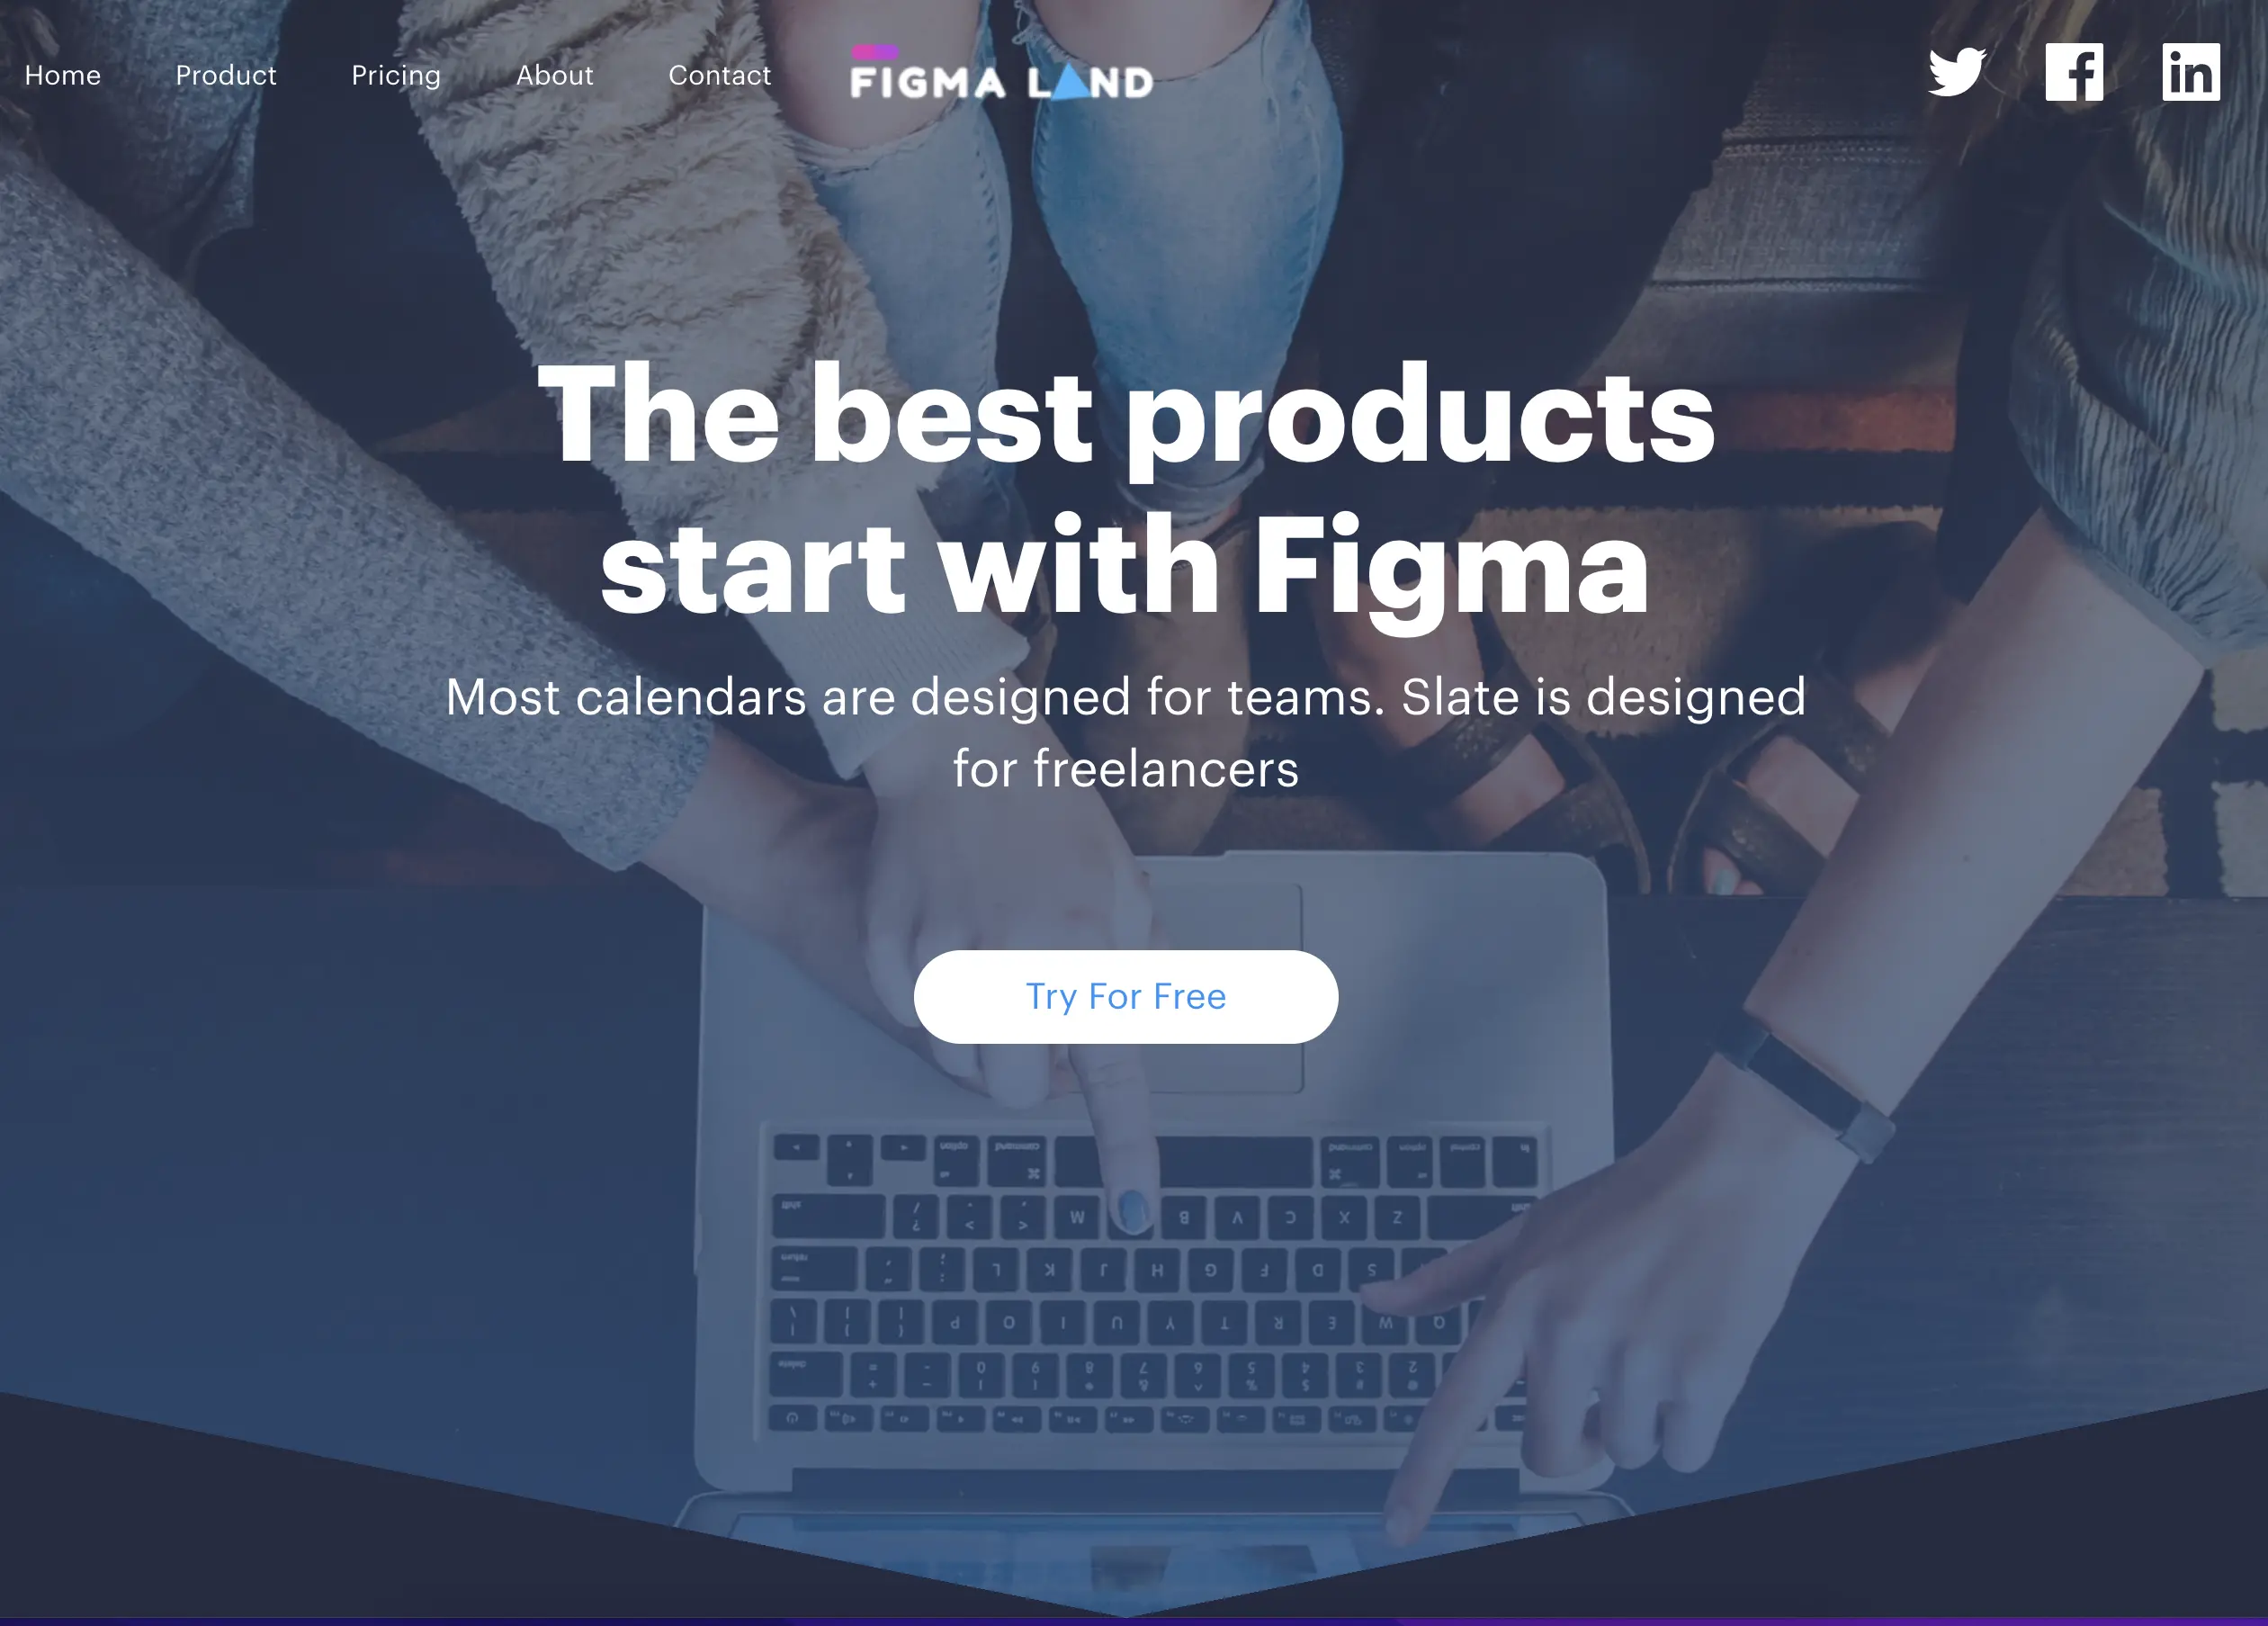 Home Product Pricing About Contact
FIGMA LAND
The best products
start with Figma
Most calendars are designed for teams. Slate is designed
for freelancers
Try For Free